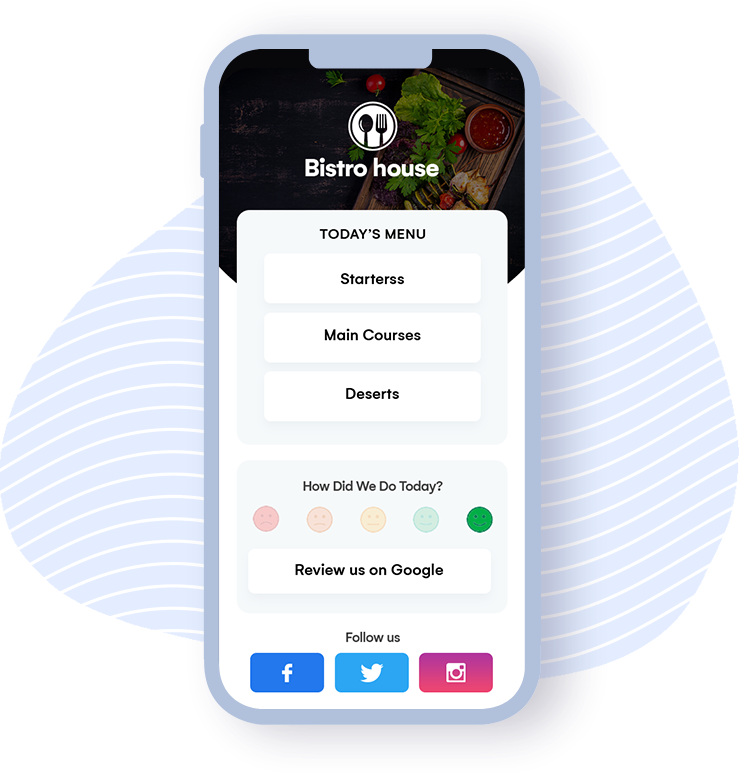 Bistro house
TODAY’S MENU
Starterss
Main Courses
Deserts
How Did We Do Today?
Review us on Google
Follow us